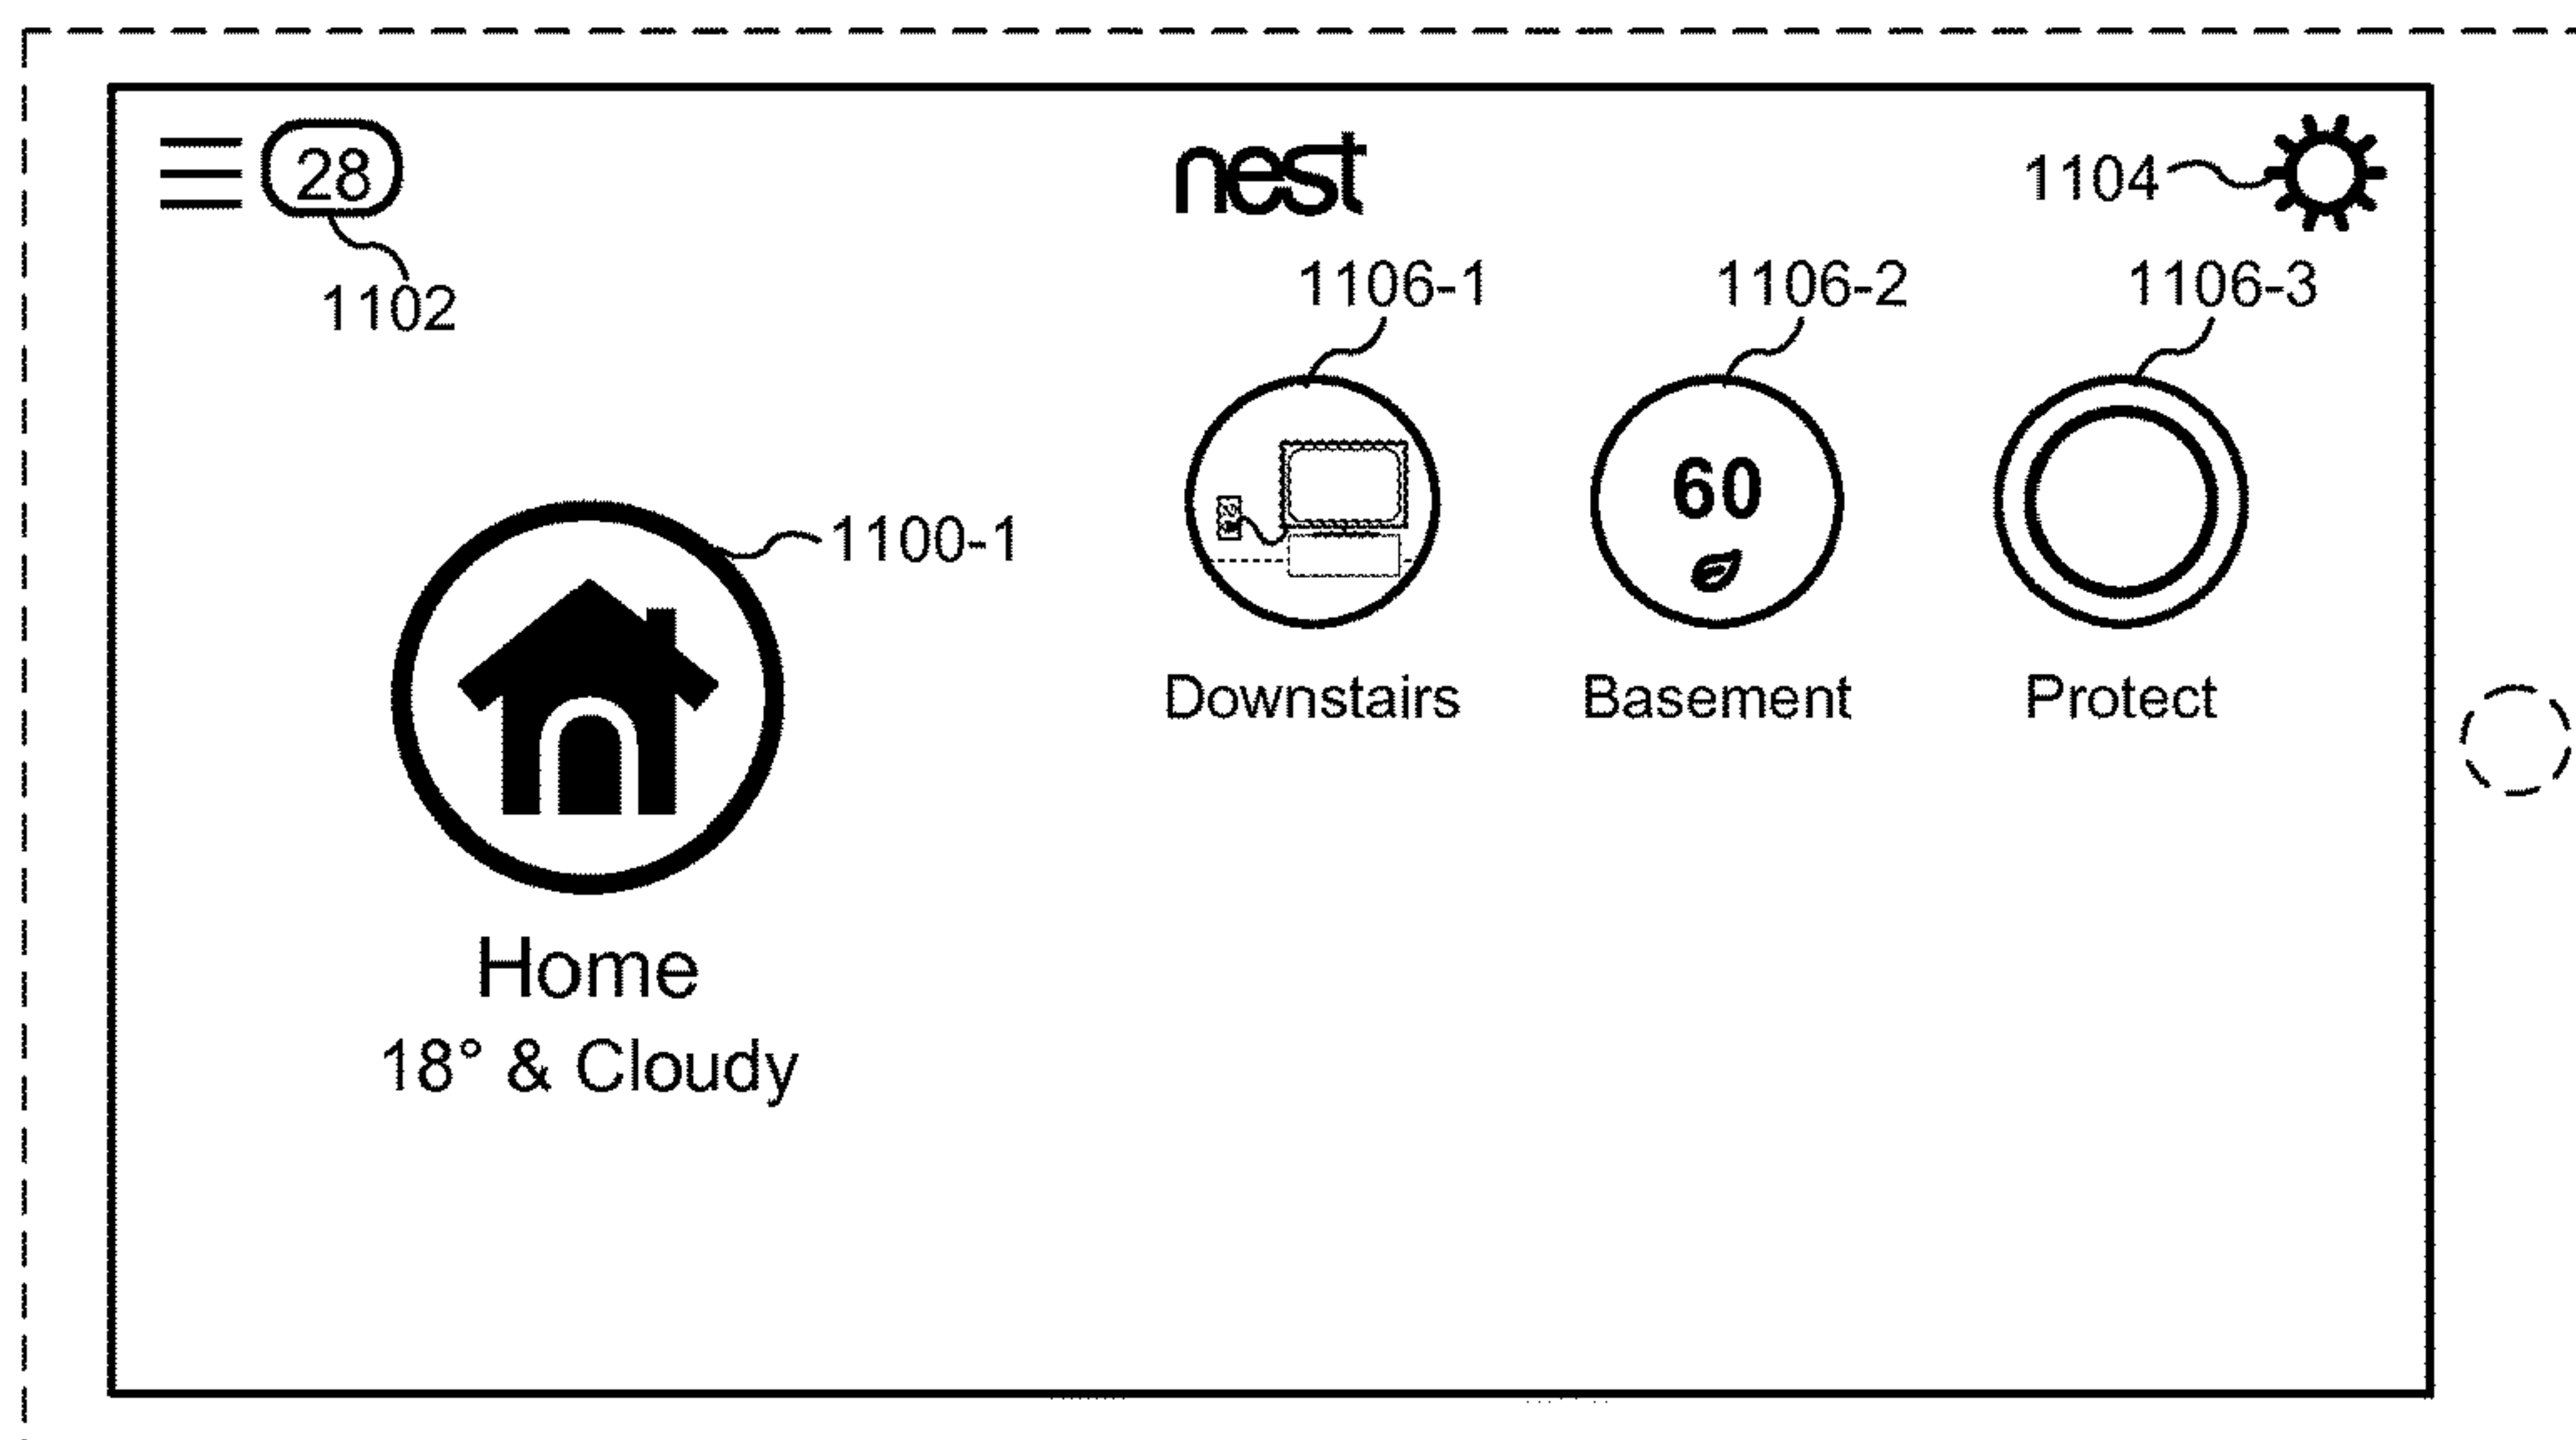 28
nest
1104
1102
1106-1 1106-2 1106-3
60
1100-1
Downstairs Basement Protect
Home
18° & Cloudy